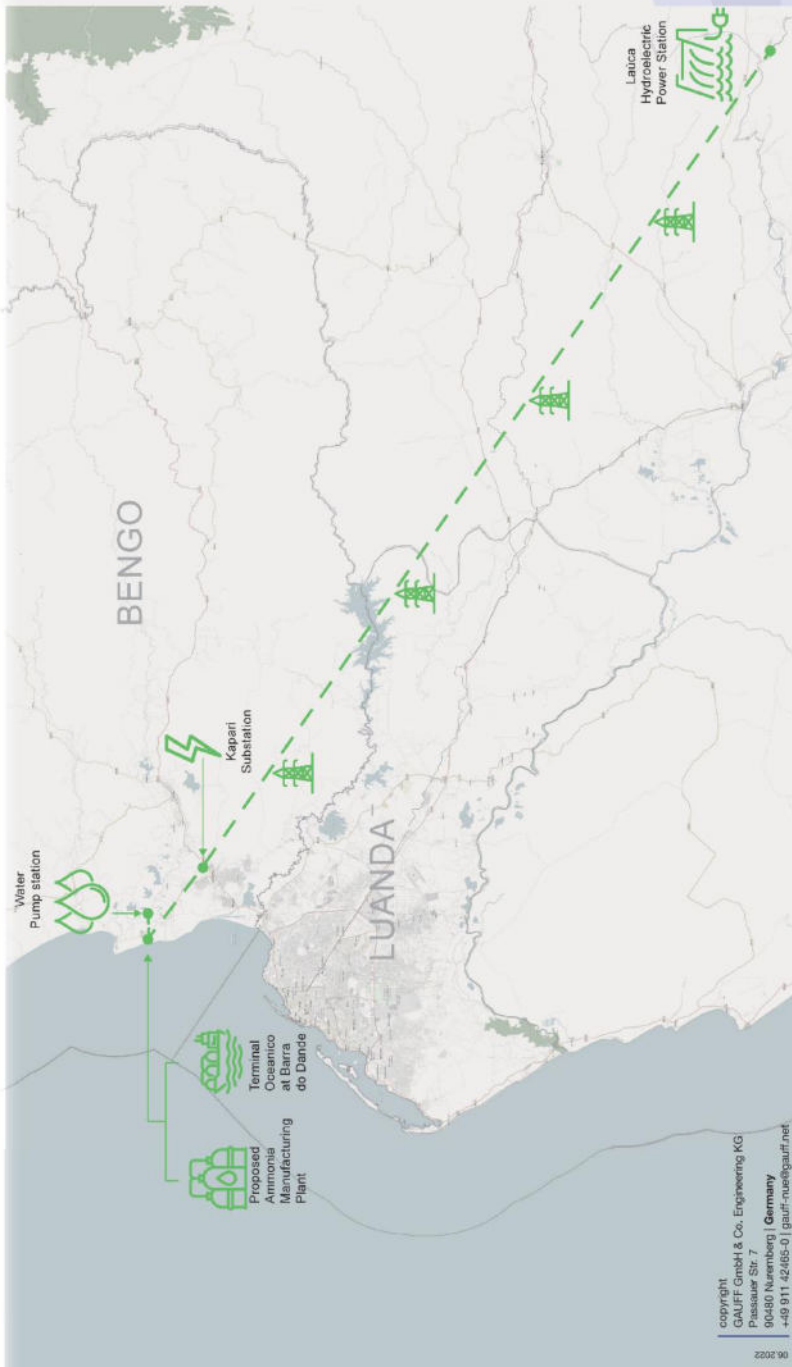 Water
Pump station
BENGO
Kapari
Substation
Laúca
Hydroelectric
Power Station
LUANDA
Terminal
Oceanico
at Barra
do Dande
Proposed
Ammonia
Manufacturing
Plant
copyright
GAUFF GmbH & Co. Engineering KG
Passauer Str. 7
90480 Nuremberg | Germany
+49 911 42465-0 | gauff-nue@gauff.net
06.2022